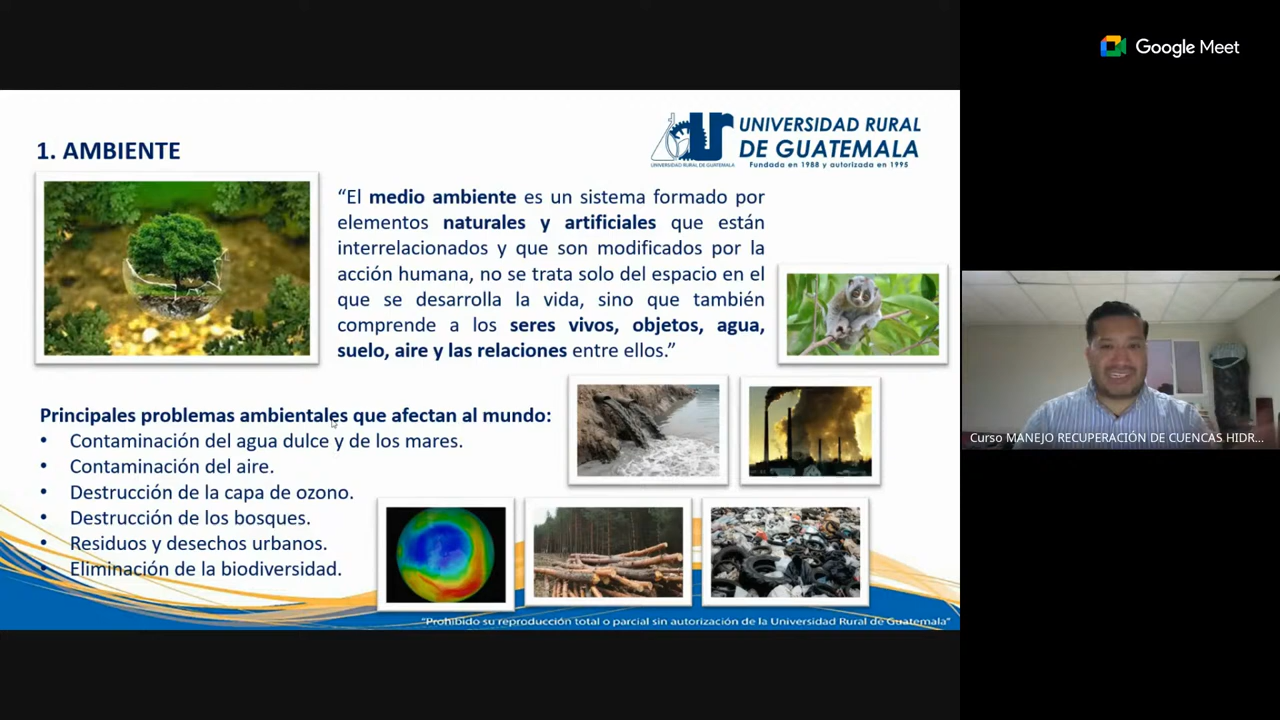 Google Meet
1. AMBIENTE
UNIVERSIDAD RURAL
DE GUATEMALA
Fundada en 1988 y autorizada en 1995
UNIVERSIDAD RURAL DE GUATEMALA
“El medio ambiente es un sistema formado por
elementos naturales y artificiales que están
interrelacionados y que son modificados por la
acción humana, no se trata solo del espacio en el
que se desarrolla la vida, sino que también
comprende a los seres vivos, objetos, agua,
suelo, aire y las relaciones entre ellos.”
Principales problemas ambientales que afectan al mundo:
• Contaminación del agua dulce y de los mares.
• Contaminación del aire.
• Destrucción de la capa de ozono.
• Destrucción de los bosques.
• Residuos y desechos urbanos.
• Eliminación de la biodiversidad.
"Prohibido su reproducción total o parcial sin autorización de la Universidad Rural de Guatemala"
Curso MANEJO RECUPERACIÓN DE CUENCAS HIDR...